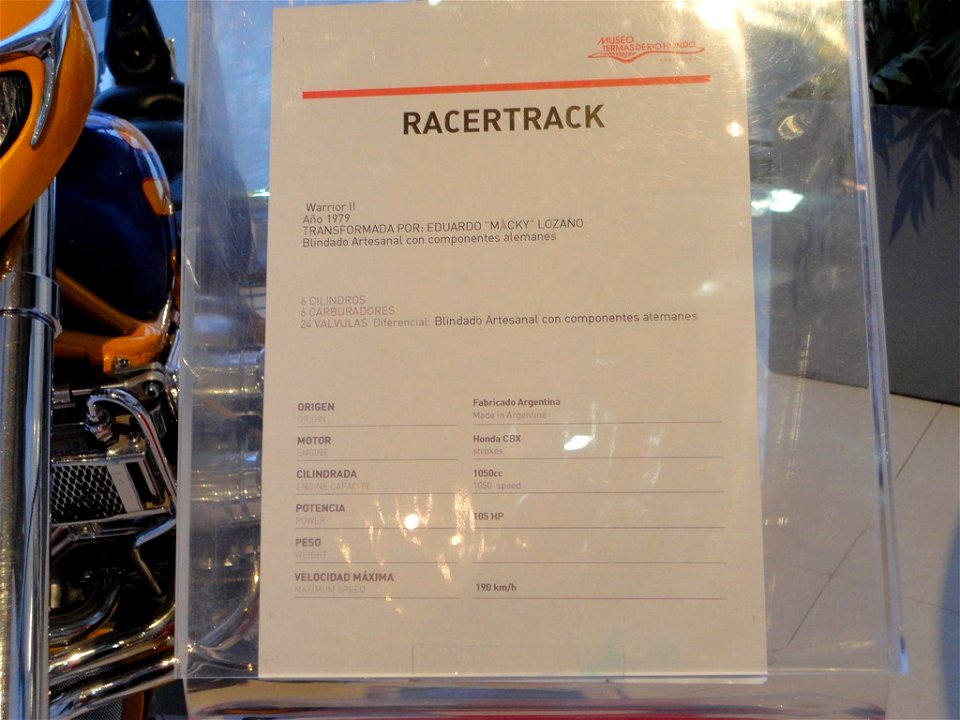 MUSEO
TERMAS DE RIO HONDO
RACERTRACK
Warrior II
Año 1979
TRANSFORMADA POR: EDUARDO "MACKY" LOZANO
Blindado Artesanal con componentes alemanes
6 CILINDROS
6 CARBURADORES
24 VALVULAS Diferencial: Blindado Artesanal con componentes alemanes
ORIGEN Fabricado Argentina
ORIGIN Made in Argentina
MOTOR Honda CBX
ENGINE strokes
CILINDRADA 1050cc
ENGINE CAPACITY 1050 speed
POTENCIA
POWER 105 HP
PESO
WEIGHT
VELOCIDAD MÁXIMA
MAXIMUM SPEED 190 km/h